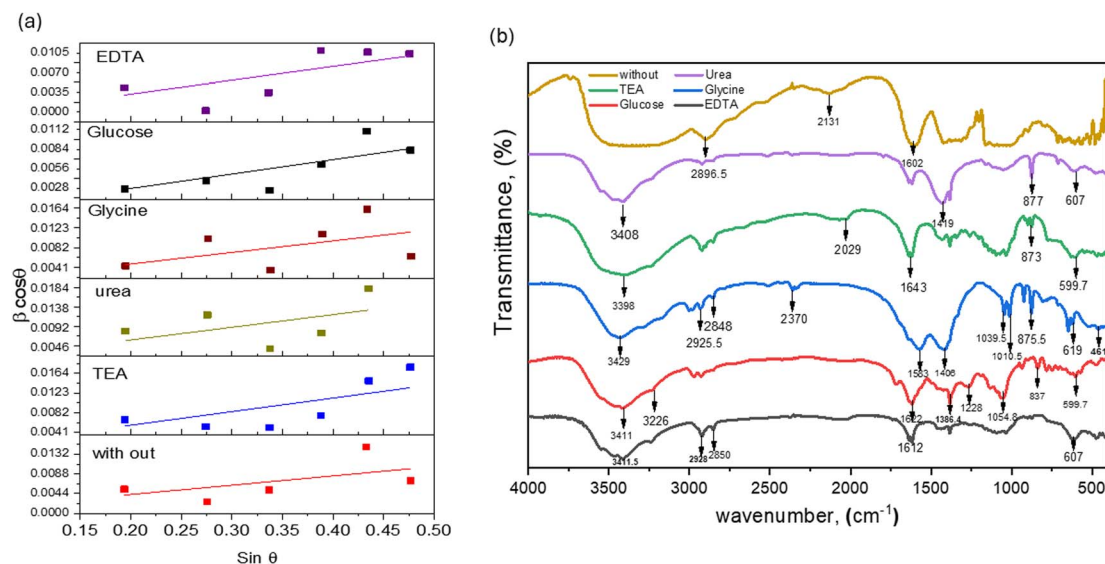 (a)
EDTA
0.0105
0.0070
0.0035
0.0000
Glucose
0.0112
0.0084
0.0056
0.0028
Glycine
0.0164
0.0123
0.0082
0.0041
urea
0.0184
0.0138
0.0092
0.0046
TEA
0.0164
0.0123
0.0082
0.0041
with out
0.0132
0.0088
0.0044
0.0000
β cosθ
0.15 0.20 0.25 0.30 0.35 0.40 0.45 0.50
Sin θ
(b)
without Urea
TEA Glycine
Glucose EDTA
2131
2896.5 1602
3408 1419 877 607
2029
3398 1643 873 599.7
3429 2925.5 2848 2370 1583 1406 1039.5 1010.5 875.5 619 461
3411 3226 1622 1386.4 1228 1054.8 837 599.7
3411.5 2928 2850 1612 607
Transmittance, (%)
4000 3500 3000 2500 2000 1500 1000 500
wavenumber, (cm⁻¹)